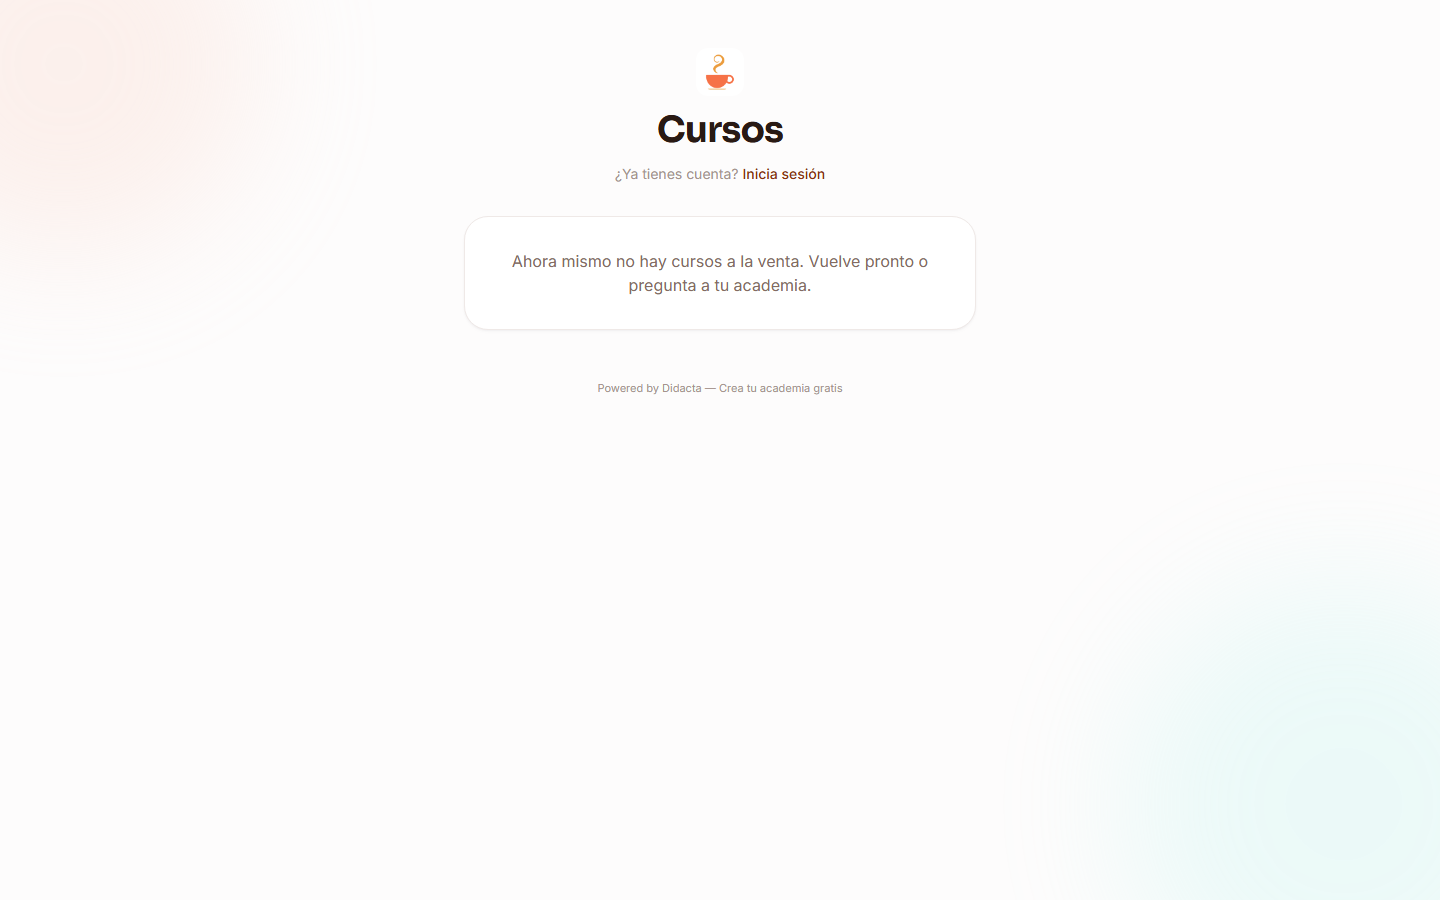 Cursos
¿Ya tienes cuenta? Inicia sesión
Ahora mismo no hay cursos a la venta. Vuelve pronto o
pregunta a tu academia.
Powered by Didacta — Crea tu academia gratis